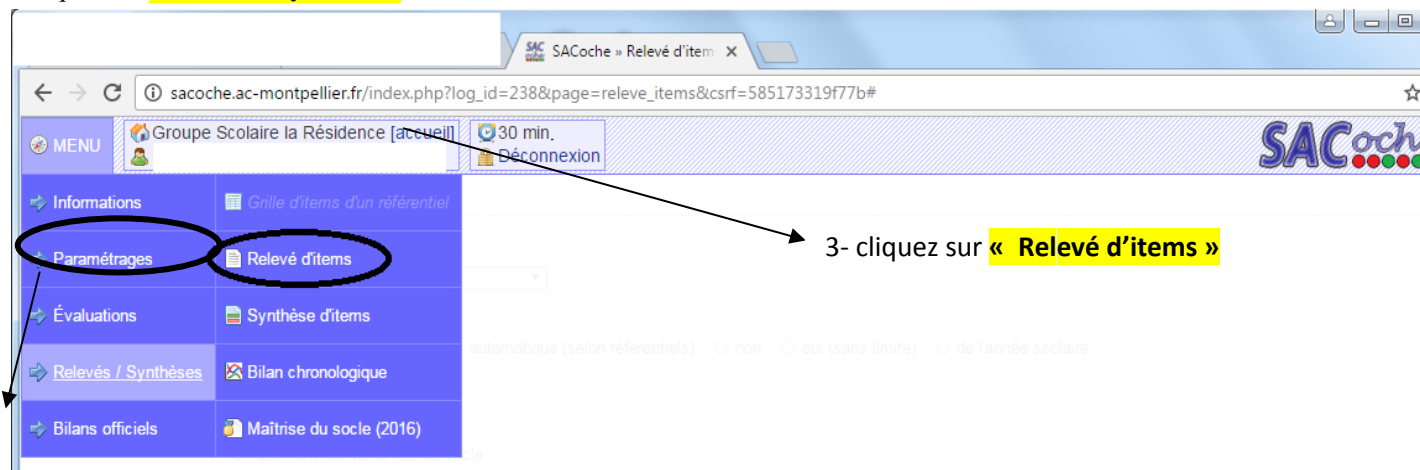 SACoche » Relevé d'item
sacoche.ac-montpellier.fr/index.php?log_id=238&page=releve_items&csrf=585173319f77b#
MENU
Groupe Scolaire la Résidence [accueil]
30 min.
Déconnexion
SACoche
Informations
Grille d'items d'un référentiel
Paramétrages
Relevé d'items
3- cliquez sur « Relevé d'items »
Évaluations
Synthèse d'items
automatique (selon référentiels) non oui (sans limite) de l'année scolaire
Relevés / Synthèses
Bilan chronologique
Bilans officiels
Maîtrise du socle (2016)